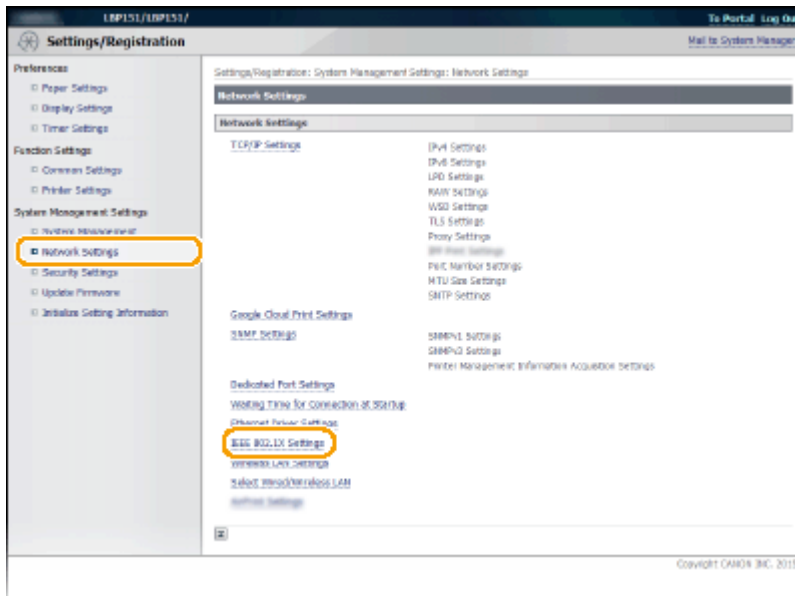 LBP151/LBP151/
To Portal Log Ou
Settings/Registration
Mail to System Manager
Preferences
Paper Settings
Display Settings
Timer Settings
Function Settings
Common Settings
Printer Settings
System Management Settings
System Management
Network Settings
Security Settings
Update Firmware
Initialize Setting Information
Settings/Registration: System Management Settings: Network Settings
Network Settings
Network Settings
TCP/IP Settings
IPv4 Settings
IPv6 Settings
LPD Settings
RAW Settings
WSD Settings
TLS Settings
Proxy Settings
Port Number Settings
MTU Size Settings
SNTP Settings
Google Cloud Print Settings
SNMP Settings
SNMPv1 Settings
SNMPv3 Settings
Printer Management Information Acquisition Settings
Dedicated Port Settings
Waiting Time for Connection at Startup
Ethernet Driver Settings
IEEE 802.1X Settings
Wireless LAN Settings
Select Wired/Wireless LAN
AirPrint Settings
Copyright CANON INC. 2015